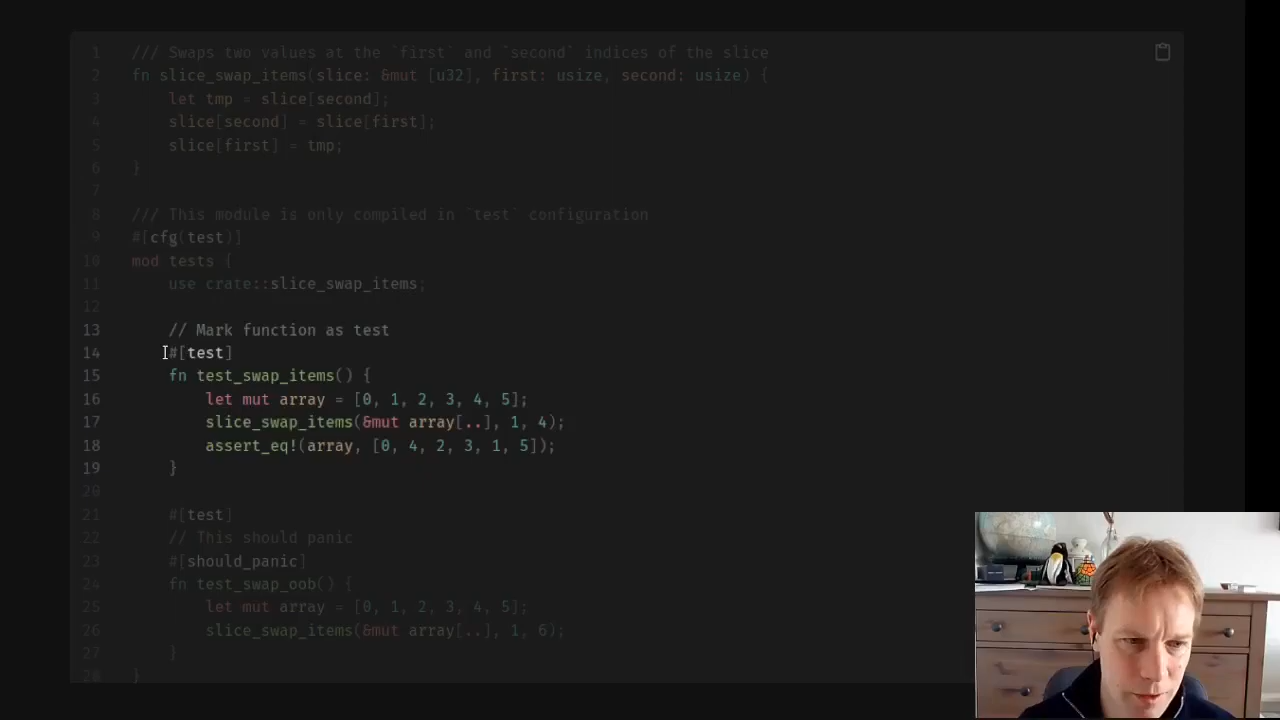 1 /// Swaps two values at the `first` and `second` indices of the slice
2 fn slice_swap_items(slice: &mut [u32], first: usize, second: usize) {
3 let tmp = slice[second];
4 slice[second] = slice[first];
5 slice[first] = tmp;
6 }
7
8 /// This module is only compiled in `test` configuration
9 #[cfg(test)]
10 mod tests {
11 use crate::slice_swap_items;
12
13 // Mark function as test
14 #[test]
15 fn test_swap_items() {
16 let mut array = [0, 1, 2, 3, 4, 5];
17 slice_swap_items(&mut array[..], 1, 4);
18 assert_eq!(array, [0, 4, 2, 3, 1, 5]);
19 }
20
21 #[test]
22 // This should panic
23 #[should_panic]
24 fn test_swap_oob() {
25 let mut array = [0, 1, 2, 3, 4, 5];
26 slice_swap_items(&mut array[..], 1, 6);
27 }
28 }